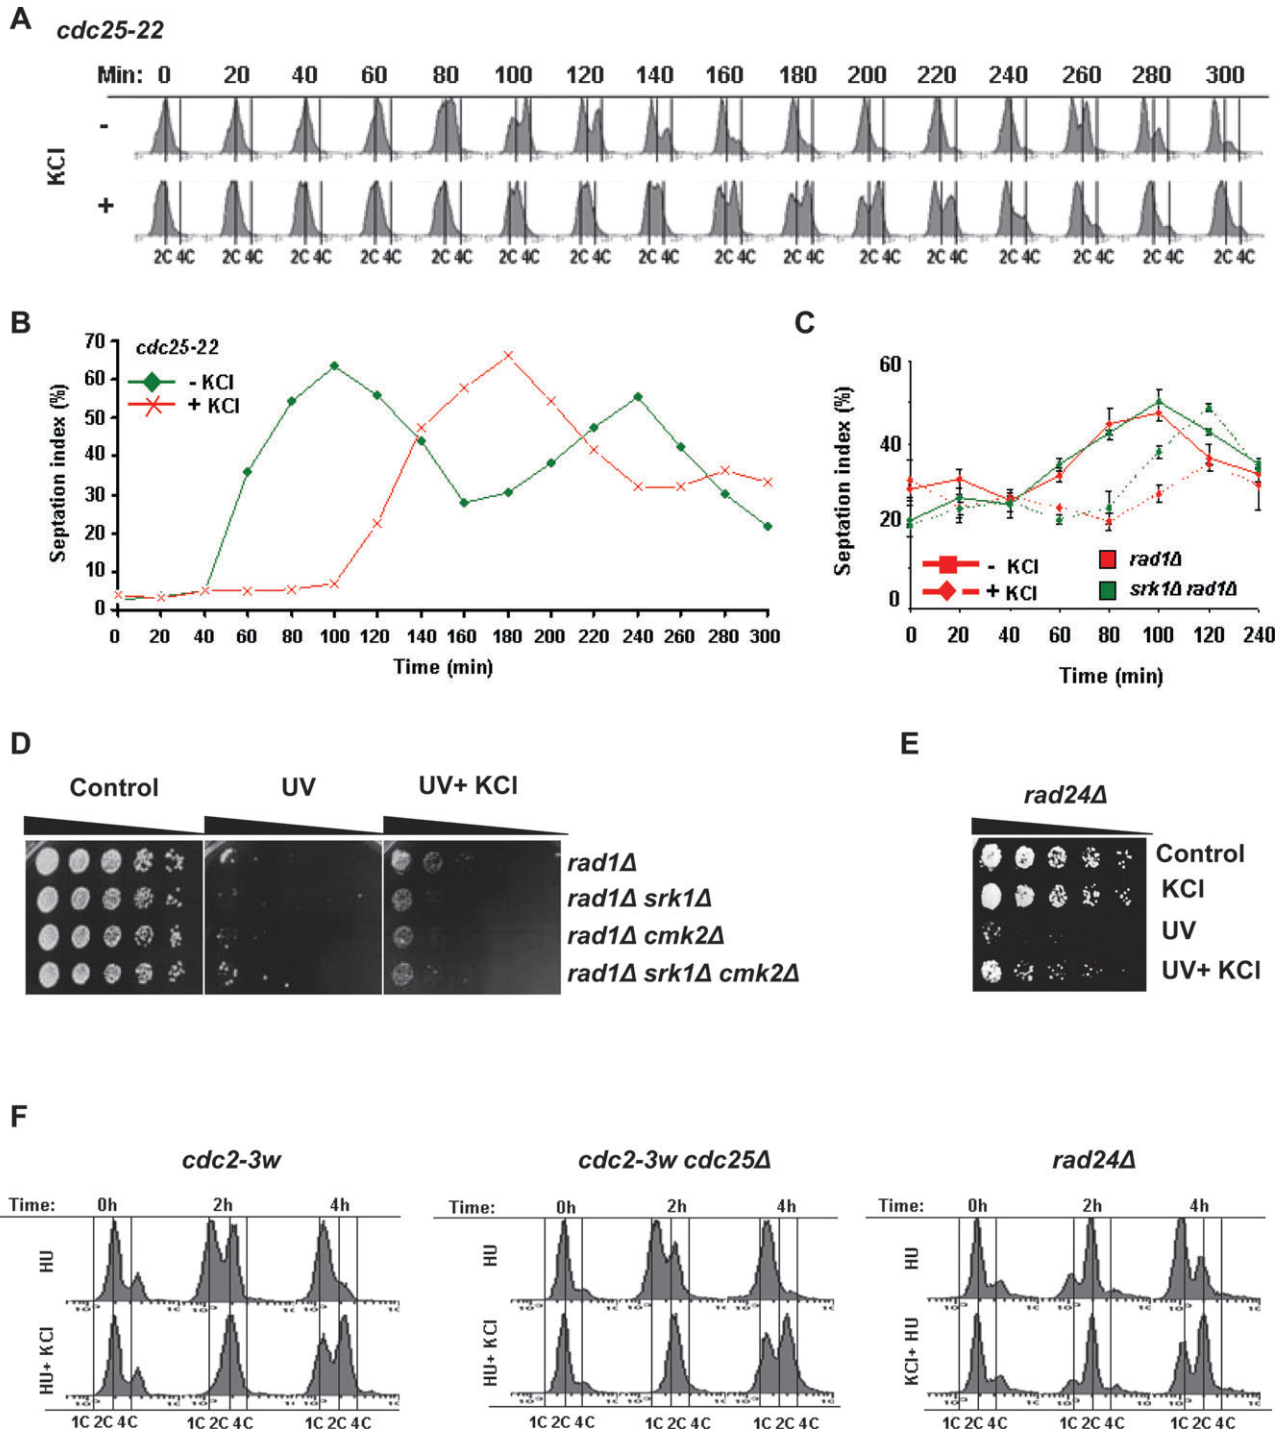 A
cdc25-22
Min: 0 20 40 60 80 100 120 140 160 180 200 220 240 260 280 300
KCl
-
+
2C 4C 2C 4C 2C 4C 2C 4C 2C 4C 2C 4C 2C 4C 2C 4C 2C 4C 2C 4C 2C 4C 2C 4C 2C 4C 2C 4C 2C 4C 2C 4C
B
cdc25-22
- KCl
+ KCl
Septation index (%)
70
60
50
40
30
20
10
0
0 20 40 60 80 100 120 140 160 180 200 220 240 260 280 300
Time (min)
C
Septation index (%)
60
40
20
0
- KCl
+ KCl
rad1Δ
srk1Δ rad1Δ
0 20 40 60 80 100 120 240
Time (min)
D
Control UV UV+ KCl
rad1Δ
rad1Δ srk1Δ
rad1Δ cmk2Δ
rad1Δ srk1Δ cmk2Δ
E
rad24Δ
Control
KCl
UV
UV+ KCl
F
cdc2-3w
Time: 0h 2h 4h
HU
HU+ KCl
1C 2C 4C 1C 2C 4C 1C 2C 4C
cdc2-3w cdc25Δ
Time: 0h 2h 4h
HU
HU+ KCl
1C 2C 4C 1C 2C 4C 1C 2C 4C
rad24Δ
Time: 0h 2h 4h
HU
KCl+ HU
1C 2C 4C 1C 2C 4C 1C 2C 4C